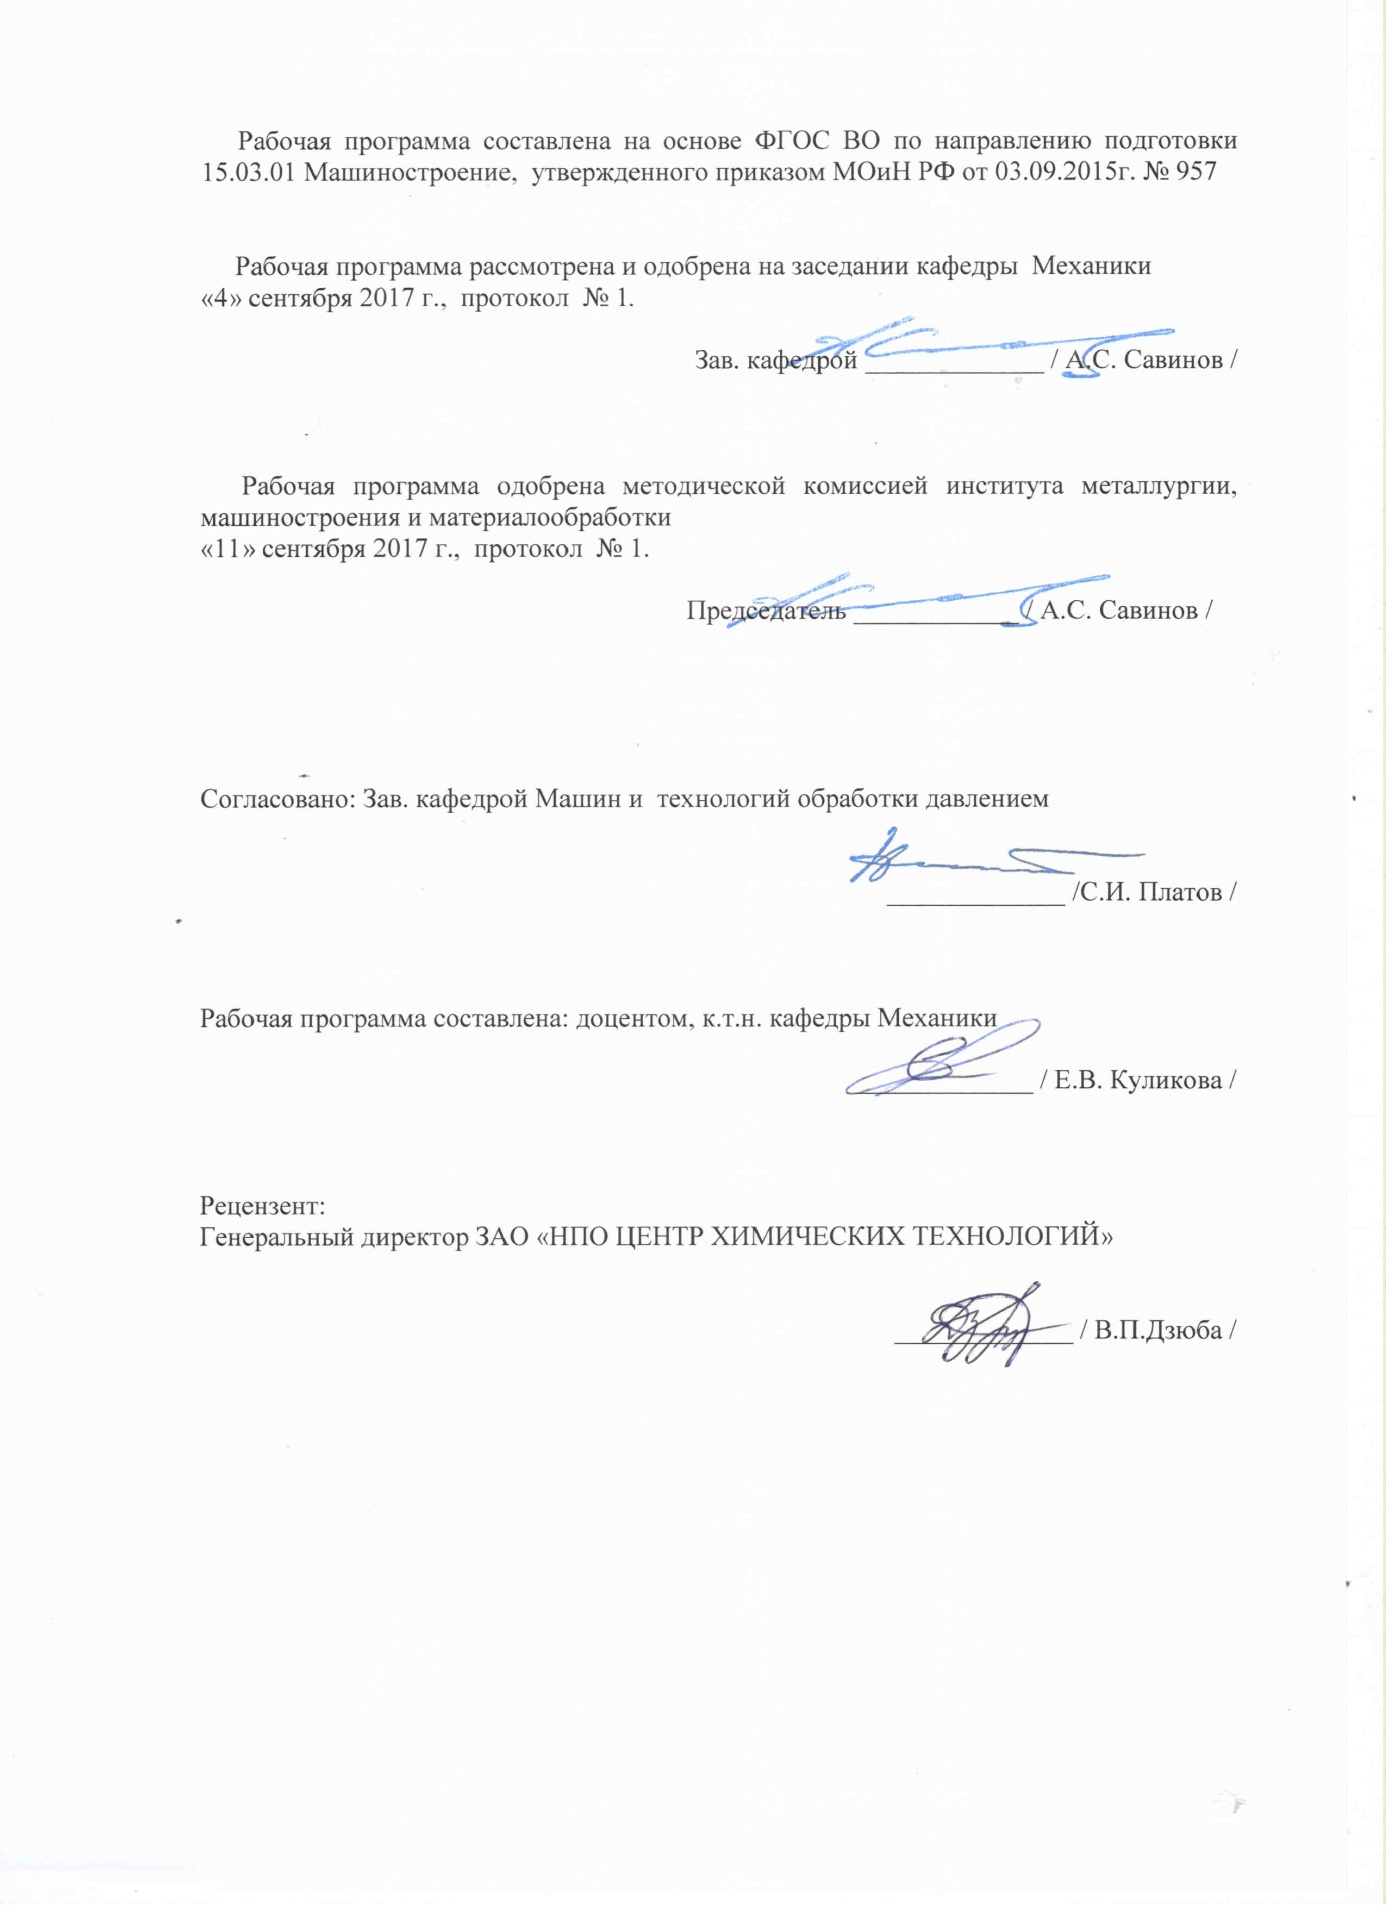 Рабочая программа составлена на основе ФГОС ВО по направлению подготовки
15.03.01 Машиностроение, утвержденного приказом МОиН РФ от 03.09.2015г. № 957
Рабочая программа рассмотрена и одобрена на заседании кафедры Механики
«4» сентября 2017 г., протокол № 1.
Зав. кафедрой _____________ / А.С. Савинов /
Рабочая программа одобрена методической комиссией института металлургии,
машиностроения и материалообработки
«11» сентября 2017 г., протокол № 1.
Председатель ____________ / А.С. Савинов /
Согласовано: Зав. кафедрой Машин и технологий обработки давлением
_____________ /С.И. Платов /
Рабочая программа составлена: доцентом, к.т.н. кафедры Механики
_____________ / Е.В. Куликова /
Рецензент:
Генеральный директор ЗАО «НПО ЦЕНТР ХИМИЧЕСКИХ ТЕХНОЛОГИЙ»
_____________ / В.П.Дзюба /